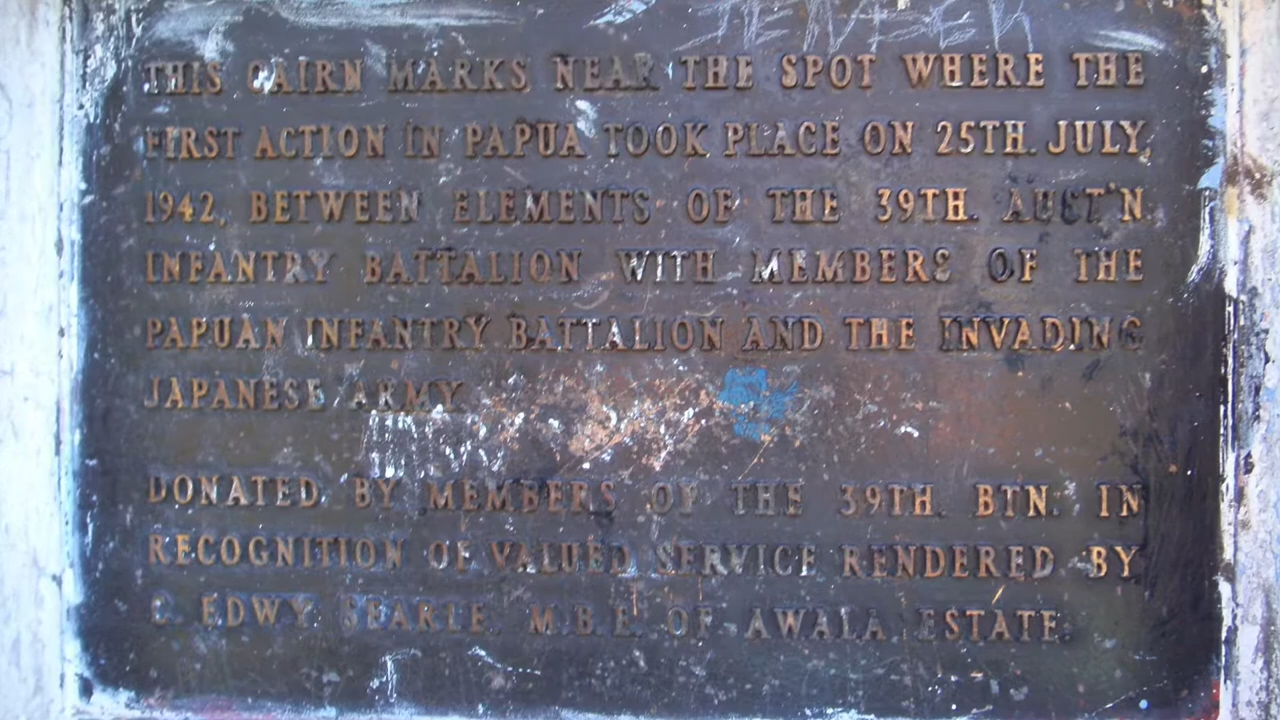 JENBEK
THIS CAIRN MARKS NEAR THE SPOT WHERE THE
FIRST ACTION IN PAPUA TOOK PLACE ON 25TH. JULY,
1942, BETWEEN ELEMENTS OF THE 39TH. AUST'N
INFANTRY BATTALION WITH MEMBERS OF THE
PAPUAN INFANTRY BATTALION AND THE INVADING
JAPANESE ARMY
DONATED BY MEMBERS OF THE 39TH. BTN. IN
RECOGNITION OF VALUED SERVICE RENDERED BY
C. EDWY SEARLE, M.B.E. OF AWALA ESTATE.